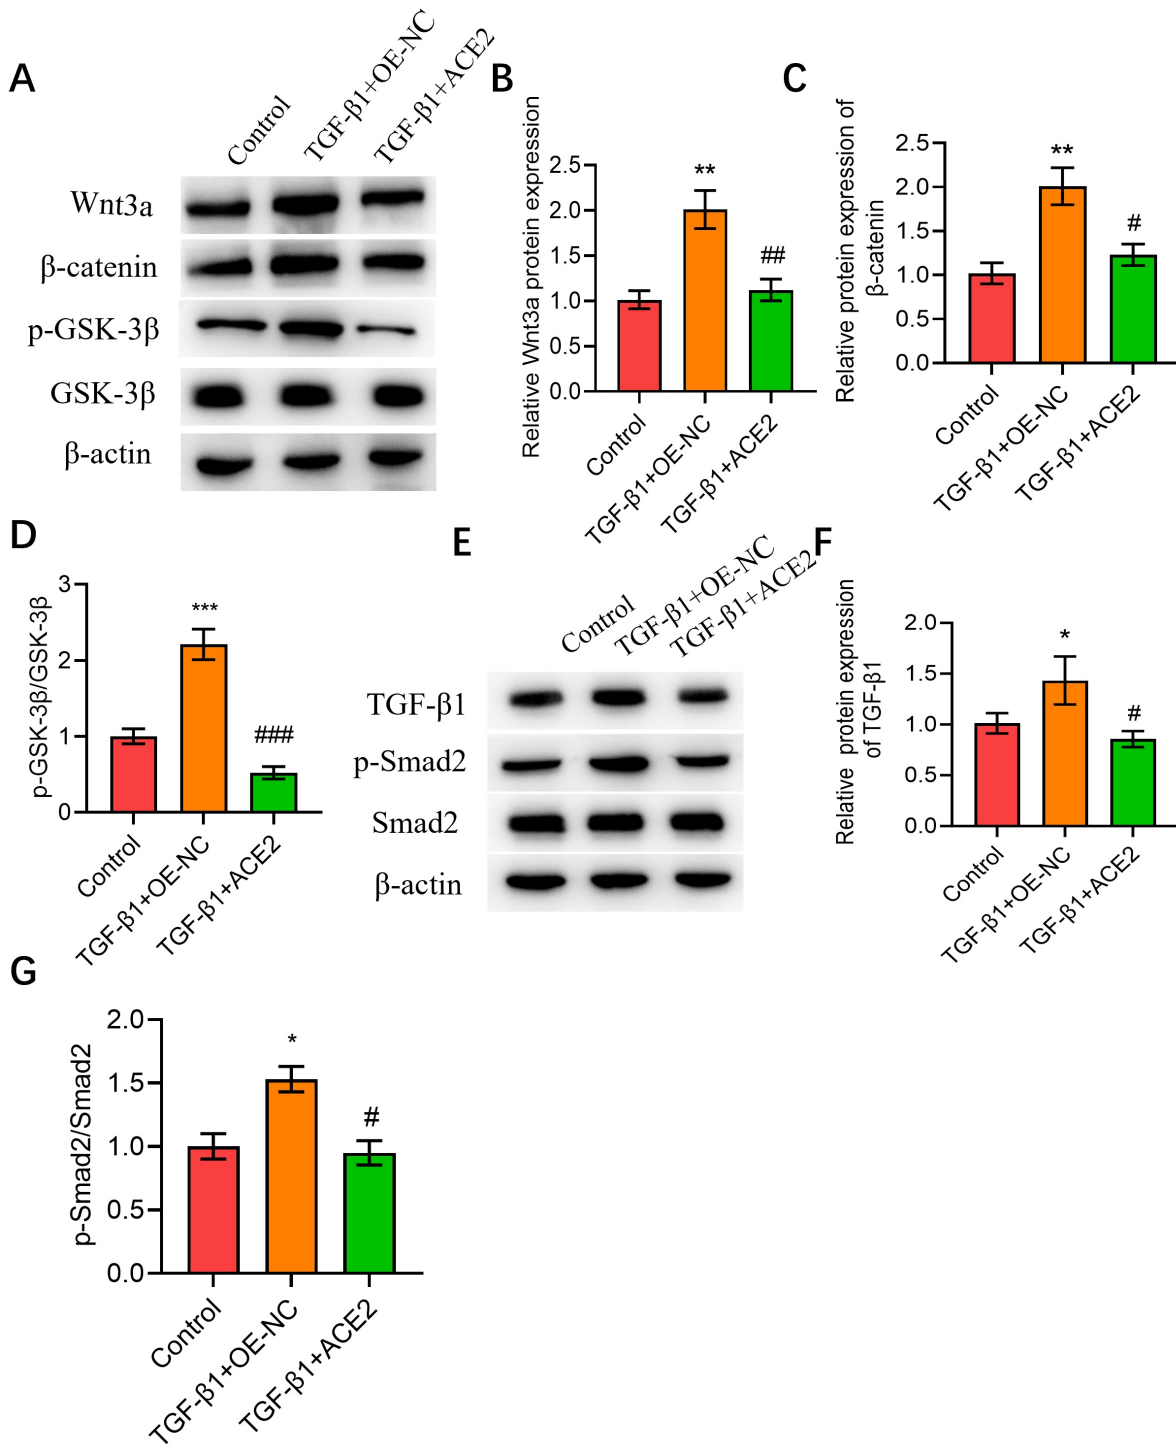 A
Control
TGF-β1+OE-NC
TGF-β1+ACE2
Wnt3a
β-catenin
p-GSK-3β
GSK-3β
β-actin
B
Relative Wnt3a protein expression
2.5
2.0
1.5
1.0
0.5
0.0
**
##
Control
TGF-β1+OE-NC
TGF-β1+ACE2
C
Relative protein expression of
β-catenin
2.5
2.0
1.5
1.0
0.5
0.0
**
#
Control
TGF-β1+OE-NC
TGF-β1+ACE2
D
p-GSK-3β/GSK-3β
3
2
1
0
***
###
Control
TGF-β1+OE-NC
TGF-β1+ACE2
E
Control
TGF-β1+OE-NC
TGF-β1+ACE2
TGF-β1
p-Smad2
Smad2
β-actin
F
Relative protein expression
of TGF-β1
2.0
1.5
1.0
0.5
0.0
*
#
Control
TGF-β1+OE-NC
TGF-β1+ACE2
G
p-Smad2/Smad2
2.0
1.5
1.0
0.5
0.0
*
#
Control
TGF-β1+OE-NC
TGF-β1+ACE2